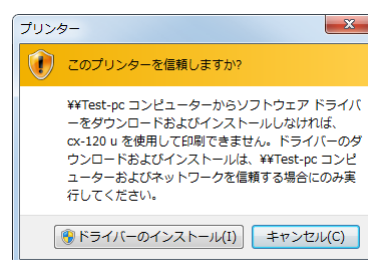 プリンター
このプリンターを信頼しますか?
¥¥Test-pc コンピューターからソフトウェア ドライバ
ーをダウンロードおよびインストールしなければ、
cx-120 u を使用して印刷できません。ドライバーのダ
ウンロードおよびインストールは、¥¥Test-pc コンピ
ューターおよびネットワークを信頼する場合にのみ実
行してください。
ドライバーのインストール(I) キャンセル(C)